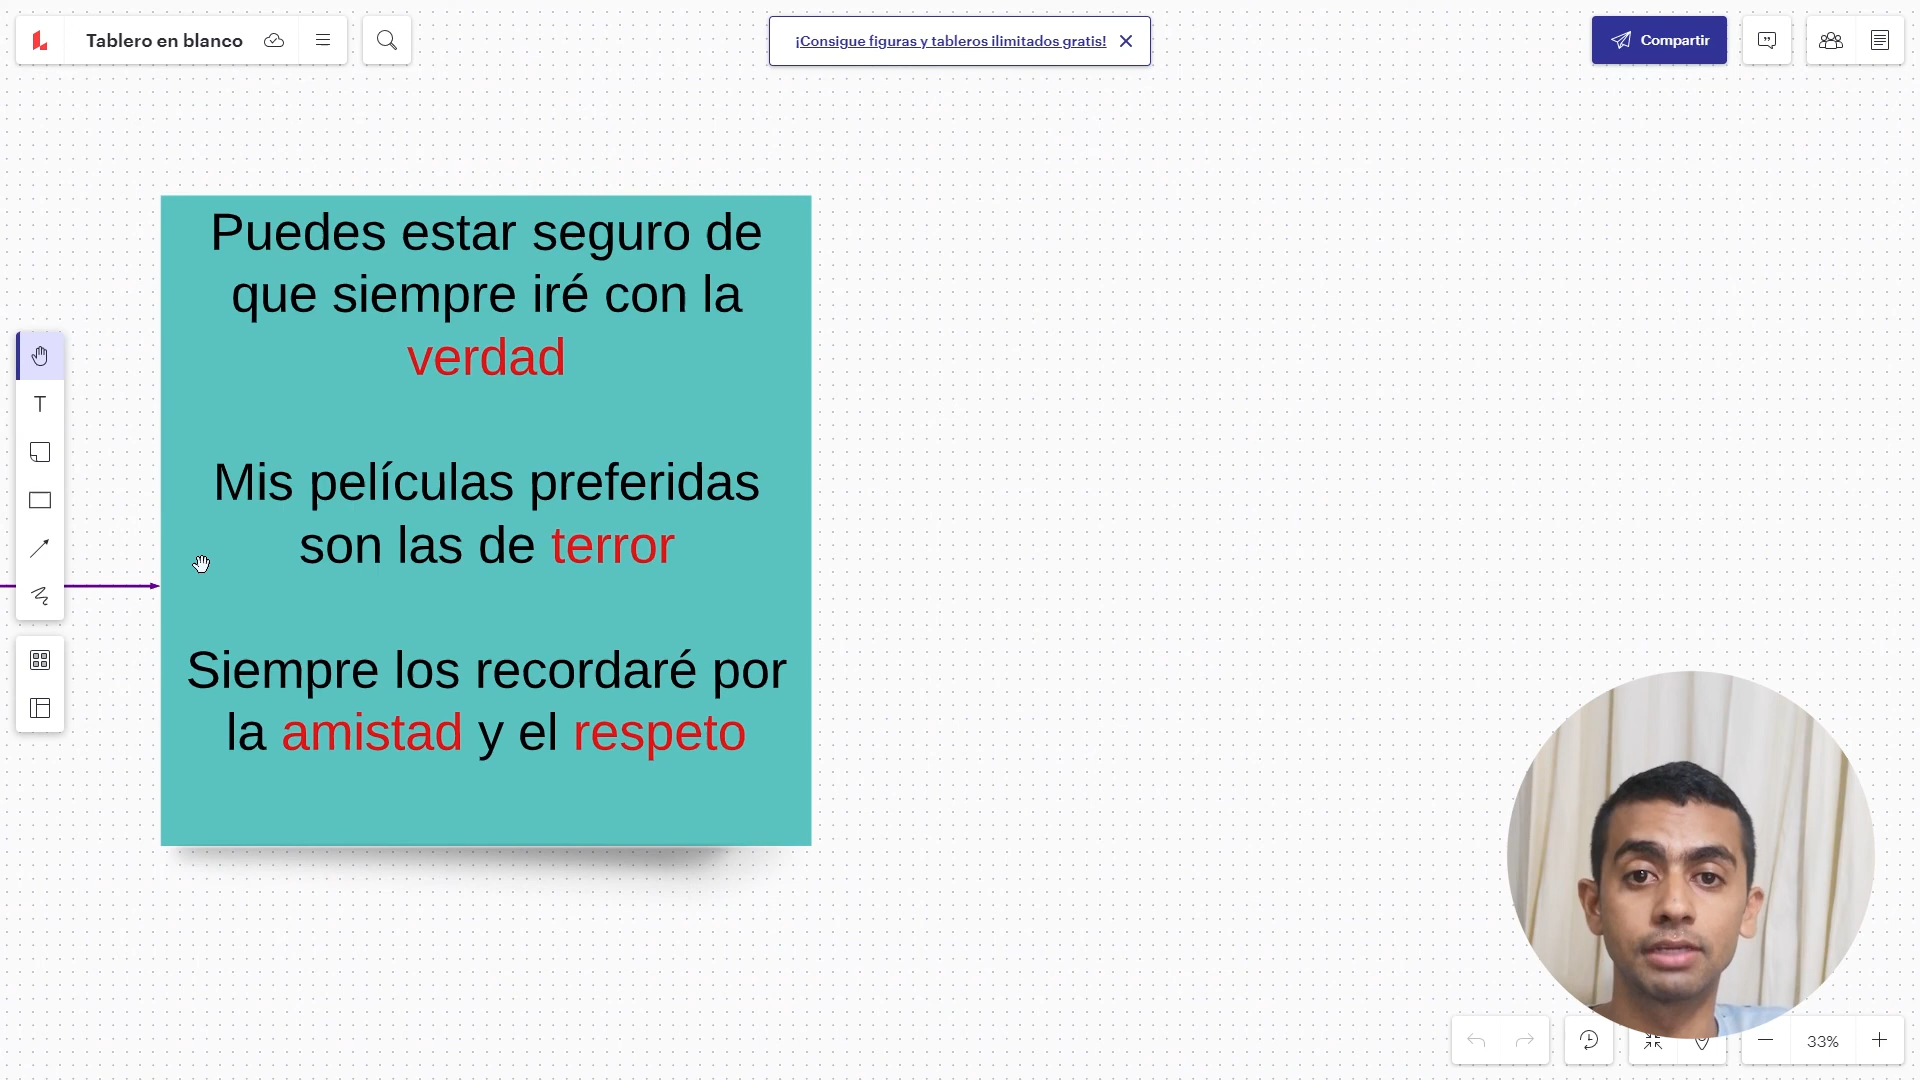 Tablero en blanco
¡Consigue figuras y tableros ilimitados gratis!
Compartir
Puedes estar seguro de
que siempre iré con la
verdad
Mis películas preferidas
son las de terror
Siempre los recordaré por
la amistad y el respeto
T
33%